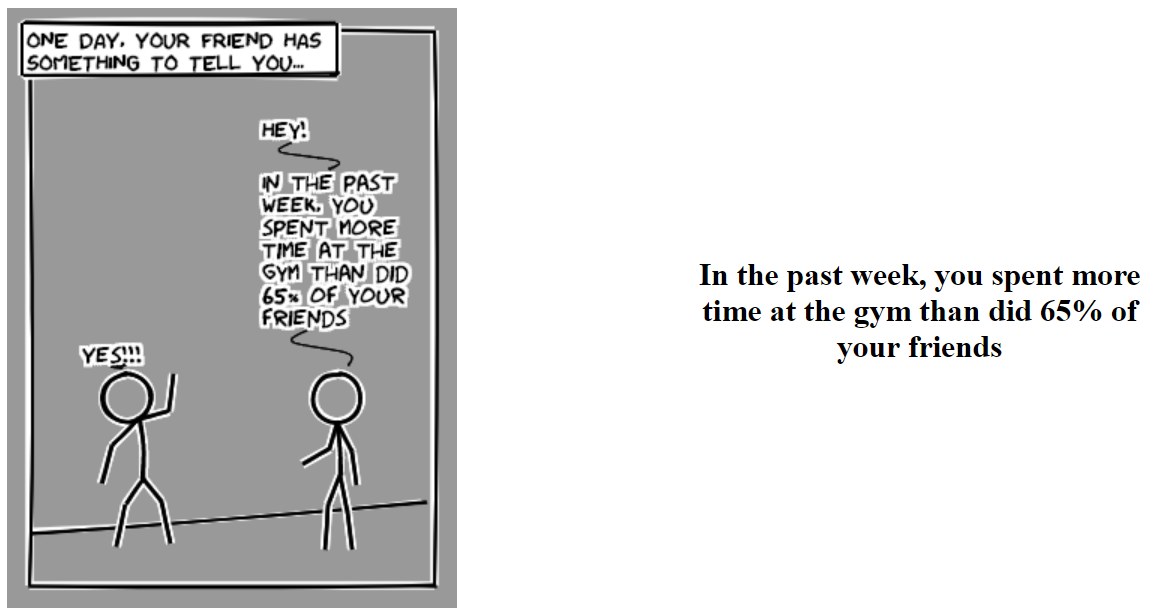 ONE DAY, YOUR FRIEND HAS
SOMETHING TO TELL YOU...
HEY!
IN THE PAST
WEEK, YOU
SPENT MORE
TIME AT THE
GYM THAN DID
65% OF YOUR
FRIENDS
YES!!!
In the past week, you spent more
time at the gym than did 65% of
your friends